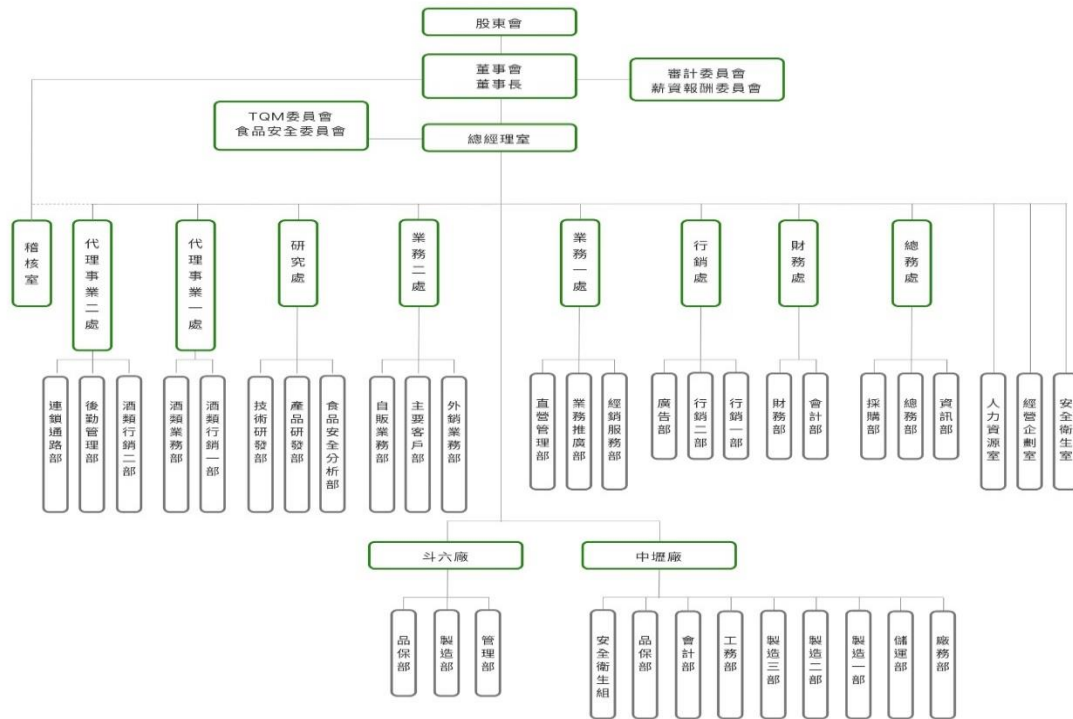 股東會
董事會
董事長
審計委員會
薪資報酬委員會
TQM委員會
食品安全委員會
總經理室
稽核室
代理事業二處
代理事業一處
研究處
業務二處
業務一處
行銷處
財務處
總務處
連鎖通路部
後勤管理部
酒類行銷二部
酒類業務部
酒類行銷一部
技術研發部
產品研發部
食品安全分析部
自販業務部
主要客戶部
外銷業務部
直營管理部
業務推廣部
經銷服務部
廣告部
行銷二部
行銷一部
財務部
會計部
採購部
總務部
資訊部
人力資源室
經營企劃室
安全衛生室
斗六廠
中壢廠
品保部
製造部
管理部
安全衛生組
品保部
會計部
工務部
製造三部
製造二部
製造一部
儲運部
廠務部